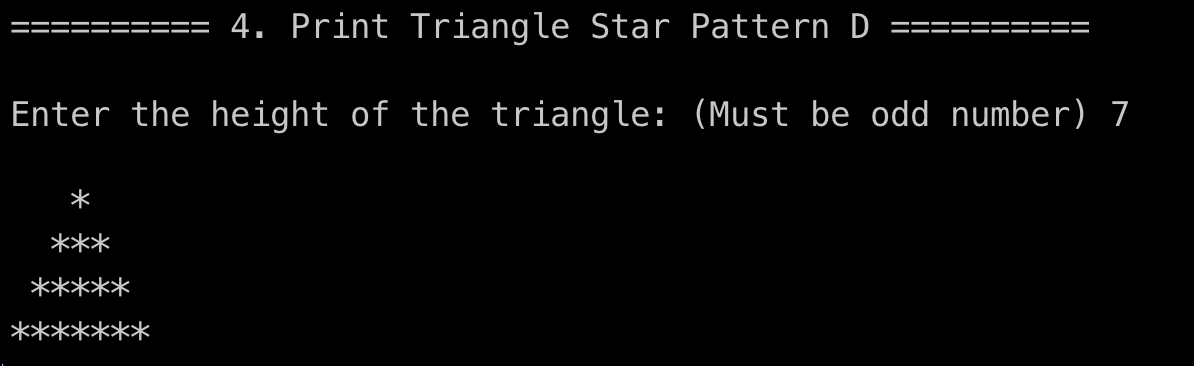 ========== 4. Print Triangle Star Pattern D ==========
Enter the height of the triangle: (Must be odd number) 7
   *
  ***
 *****
*******